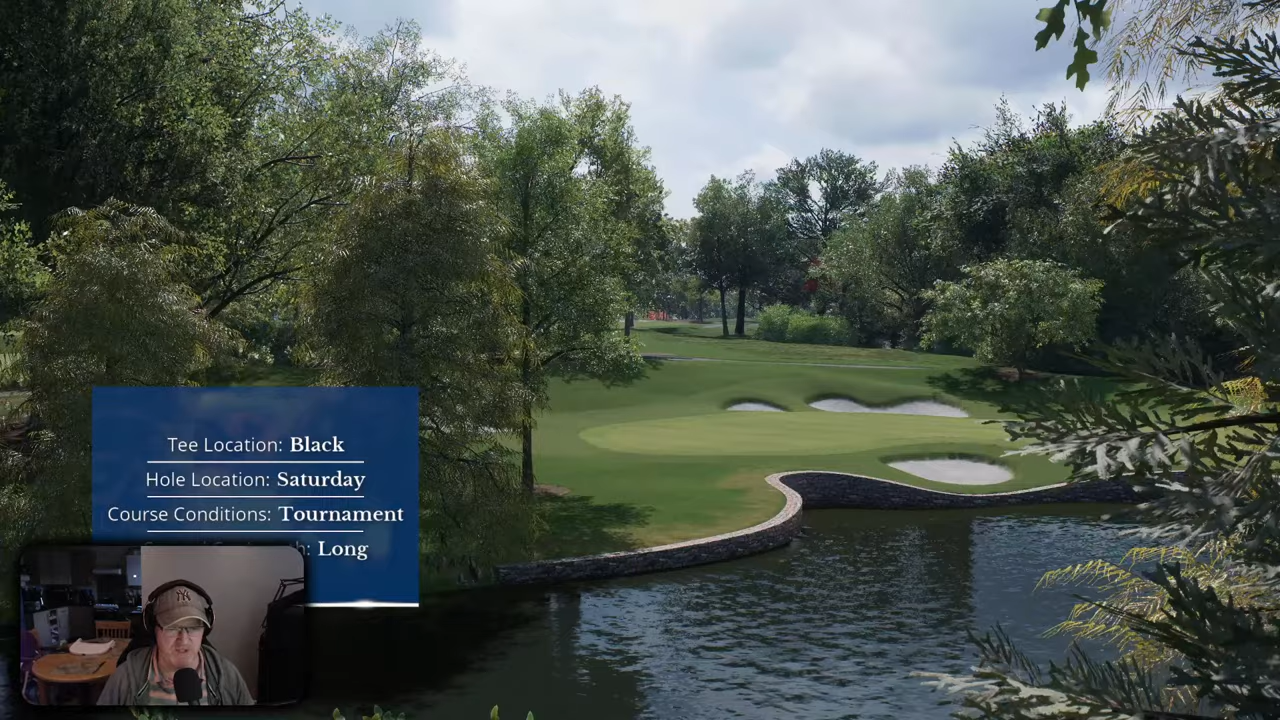 Tee Location: Black
Hole Location: Saturday
Course Conditions: Tournament
Long